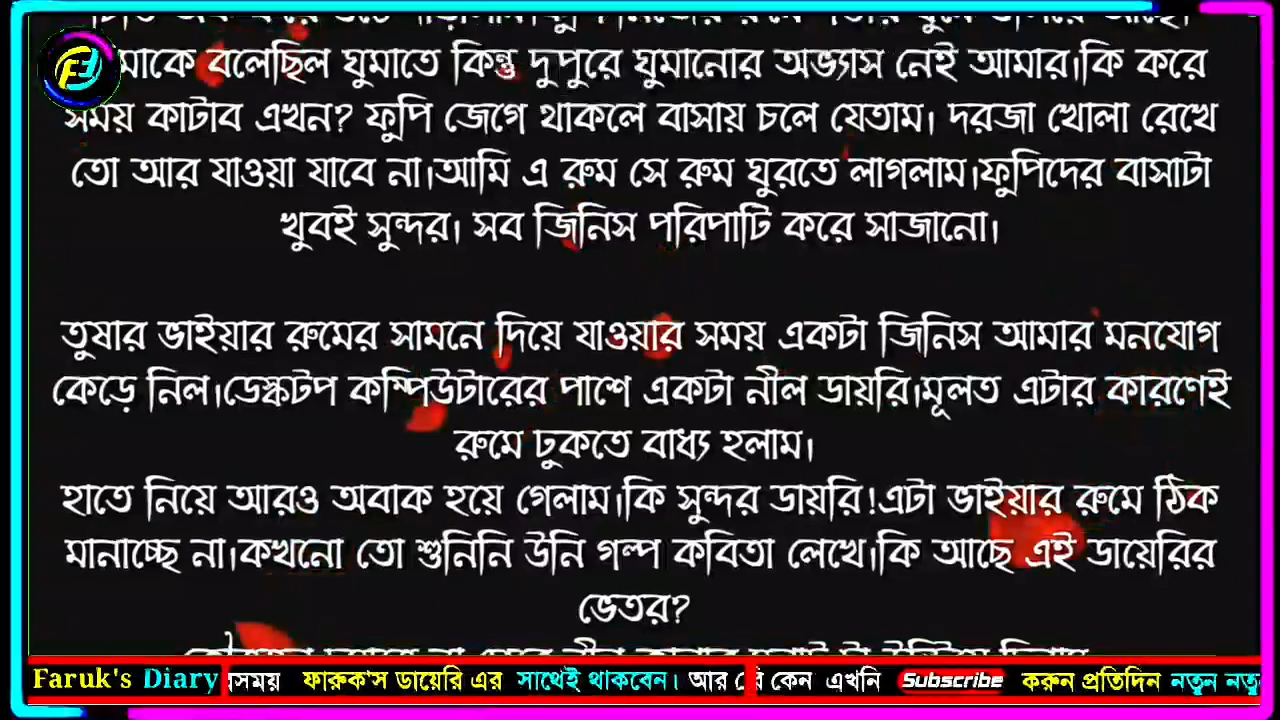 মাকে বলেছিল ঘুমাতে কিন্তু দুপুরে ঘুমানোর অভ্যাস নেই আমার।কি করে
সময় কাটাব এখন? ফুপি জেগে থাকলে বাসায় চলে যেতাম। দরজা খোলা রেখে
তো আর যাওয়া যাবে না।আমি এ রুম সে রুম ঘুরতে লাগলাম।ফুপিদের বাসাটা
খুবই সুন্দর। সব জিনিস পরিপাটি করে সাজানো।
তুষার ভাইয়ার রুমের সামনে দিয়ে যাওয়ার সময় একটা জিনিস আমার মনযোগ
কেড়ে নিল।ডেস্কটপ কম্পিউটারের পাশে একটা নীল ডায়রি।মূলত এটার কারণেই
রুমে ঢুকতে বাধ্য হলাম।
হাতে নিয়ে আরও অবাক হয়ে গেলাম।কি সুন্দর ডায়রি!এটা ভাইয়ার রুমে ঠিক
মানাচ্ছে না।কখনো তো শুনিনি উনি গল্প কবিতা লেখে।কি আছে এই ডায়েরির
ভেতর?
Faruk's Diary সময় ফারুক'স ডায়েরি এর সাথেই থাকবেন। আর কেন এখনি Subscribe করুন প্রতিদিন নতুন নতু